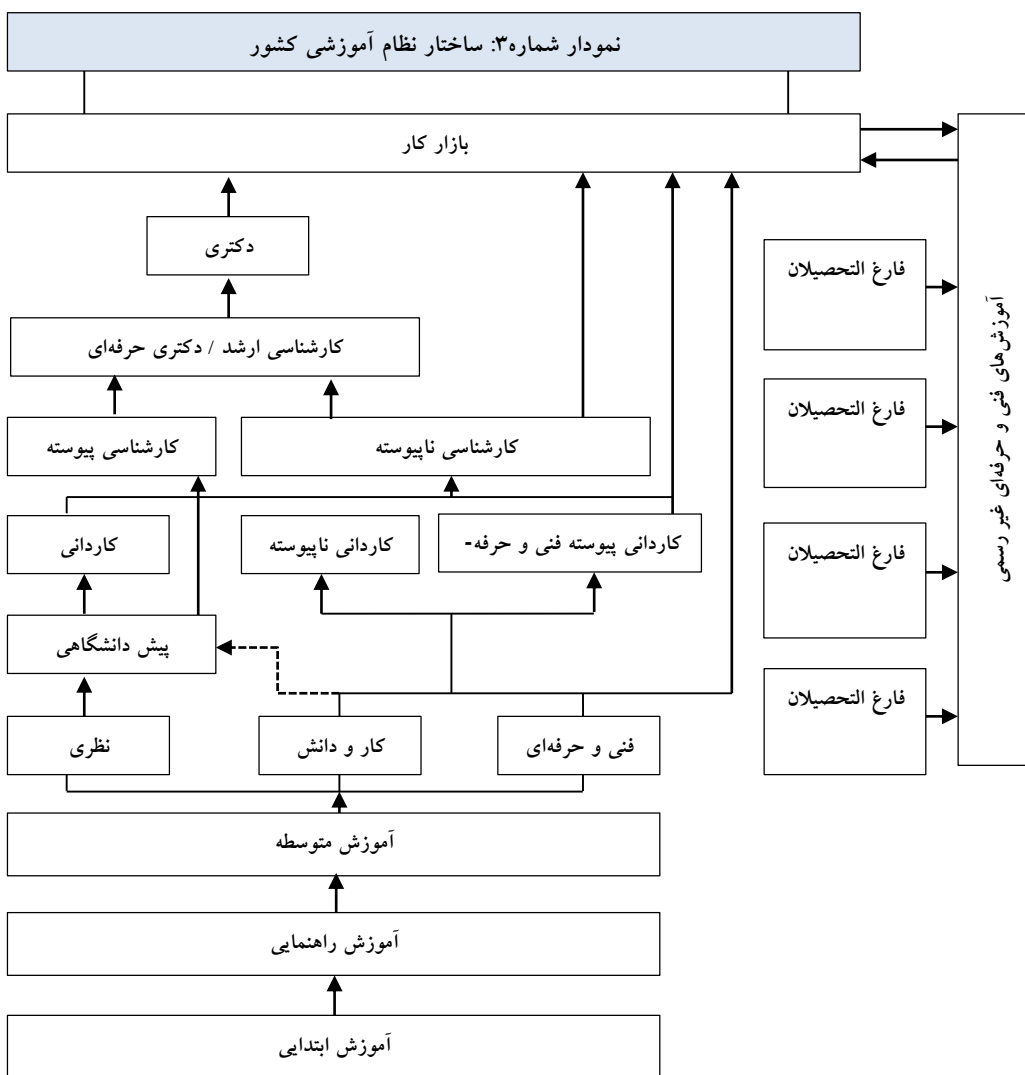 نمودار شماره۳: ساختار نظام آموزشی کشور
بازار کار
دکتری
فارغ التحصیلان
کارشناسی ارشد / دکتری حرفه‌ای
فارغ التحصیلان
کارشناسی ناپیوسته
کارشناسی پیوسته
آموزش‌های فنی و حرفه‌ای غیر رسمی
کاردانی پیوسته فنی و حرفه-
کاردانی ناپیوسته
کاردانی
فارغ التحصیلان
پیش دانشگاهی
فارغ التحصیلان
فنی و حرفه‌ای
کار و دانش
نظری
آموزش متوسطه
آموزش راهنمایی
آموزش ابتدایی